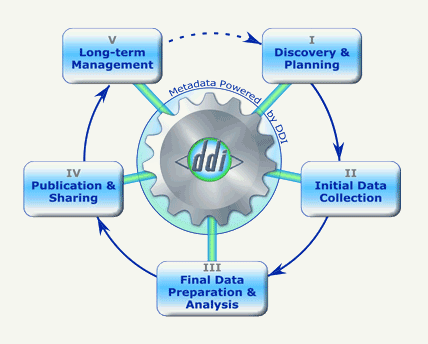 V
Long-term
Management
I
Discovery &
Planning
Metadata Powered by DDI
ddi
IV
Publication &
Sharing
II
Initial Data
Collection
III
Final Data
Preparation &
Analysis